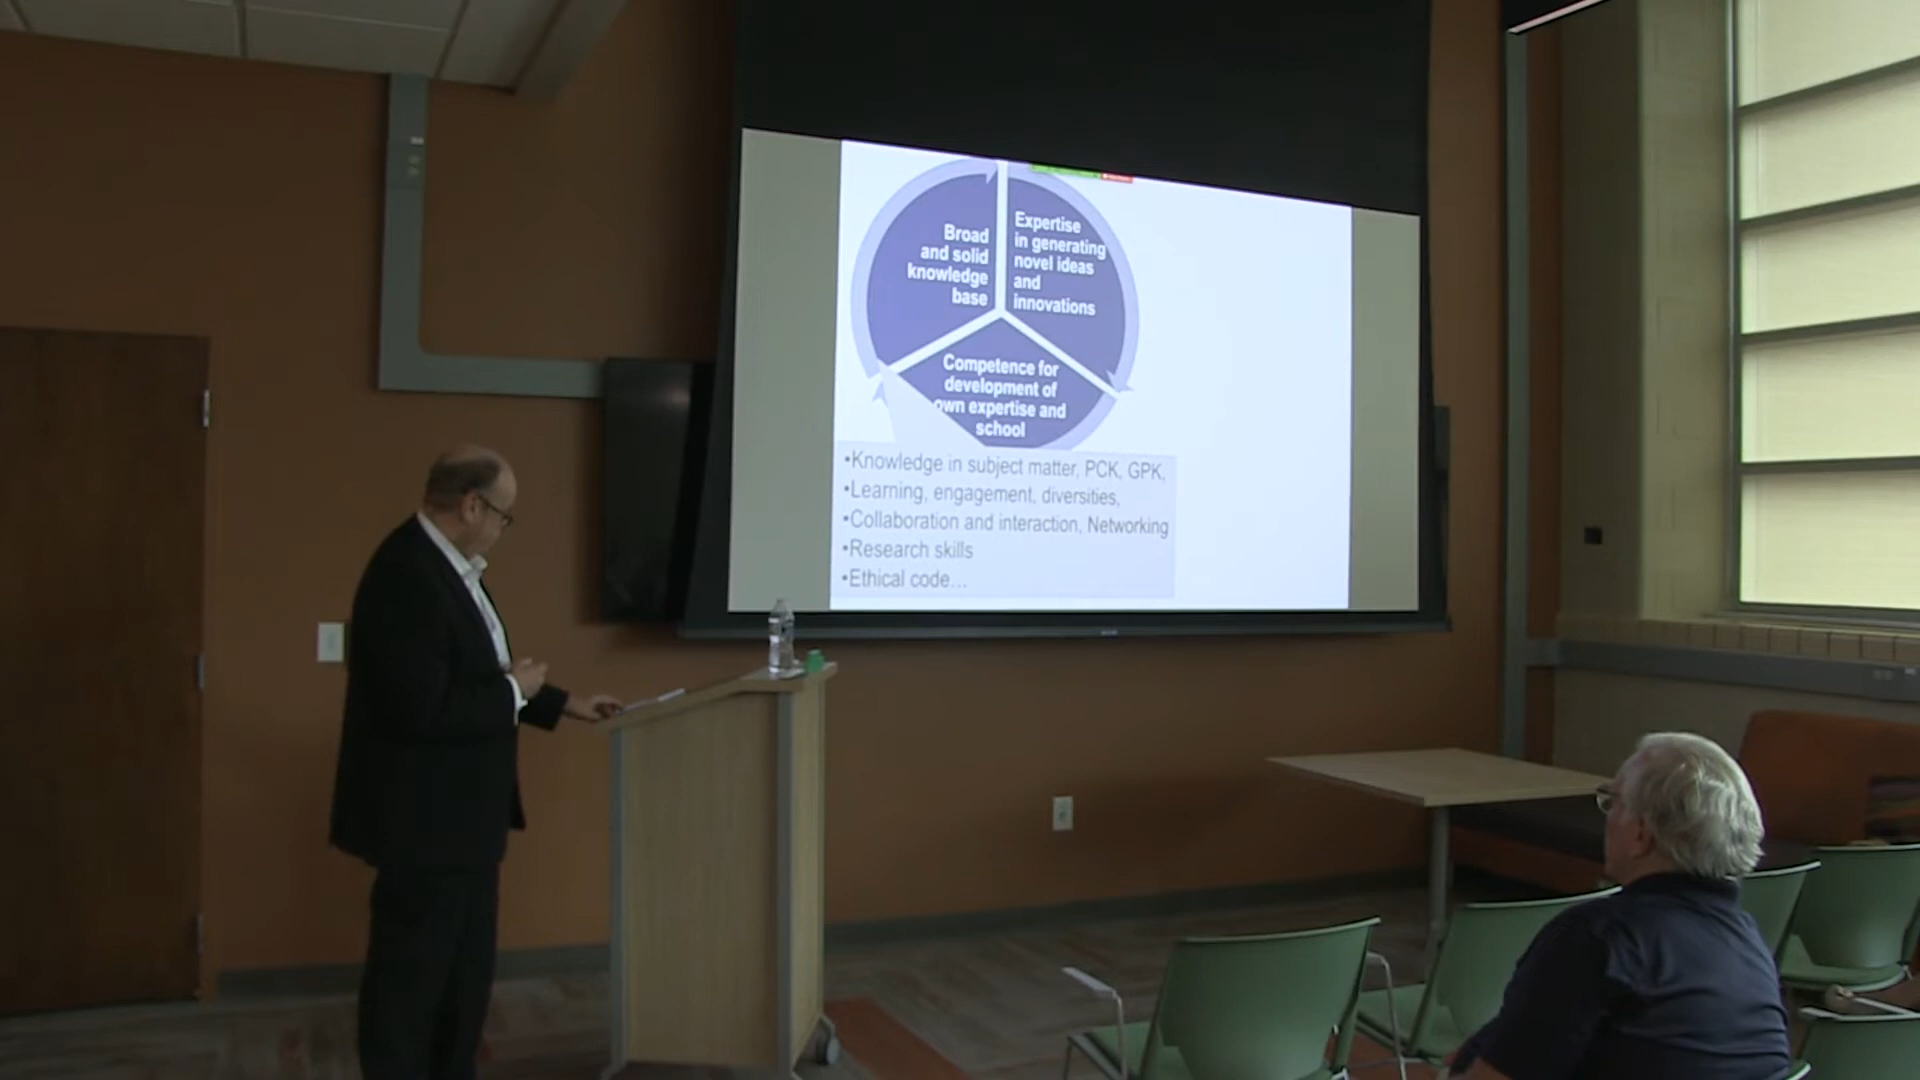 Broad
and solid
knowledge
base
Expertise
in generating
novel ideas
and
innovations
Competence for
development of
own expertise and
school
•Knowledge in subject matter, PCK, GPK,
•Learning, engagement, diversities,
•Collaboration and interaction, Networking
•Research skills
•Ethical code…